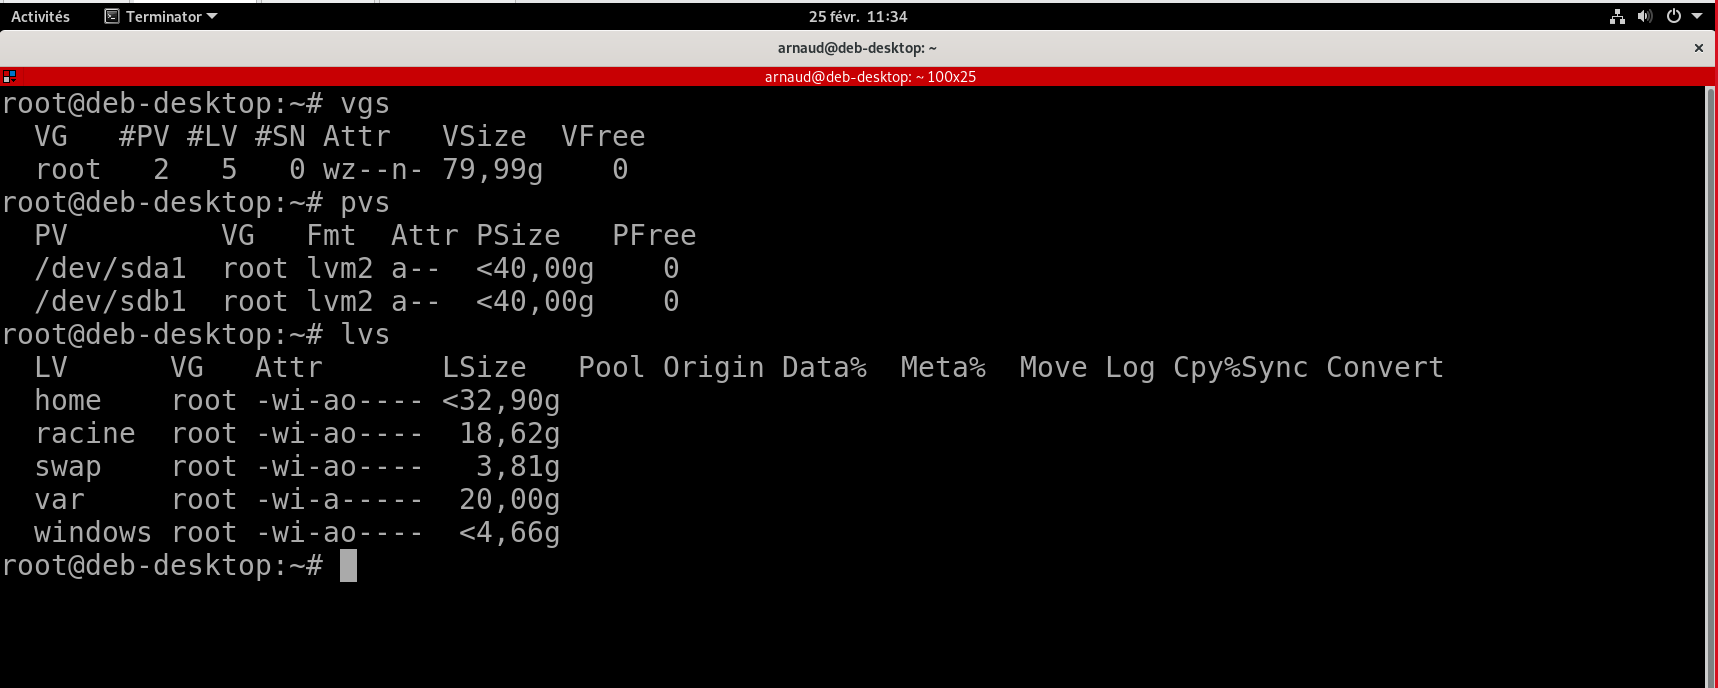 Activités Terminator 25 févr. 11:34
arnaud@deb-desktop: ~ ×
arnaud@deb-desktop: ~ 100x25
root@deb-desktop:~# vgs
  VG   #PV #LV #SN Attr   VSize  VFree
  root   2   5   0 wz--n- 79,99g    0
root@deb-desktop:~# pvs
  PV         VG   Fmt  Attr PSize   PFree
  /dev/sda1  root lvm2 a--  <40,00g    0
  /dev/sdb1  root lvm2 a--  <40,00g    0
root@deb-desktop:~# lvs
  LV      VG   Attr       LSize   Pool Origin Data%  Meta%  Move Log Cpy%Sync Convert
  home    root -wi-ao---- <32,90g
  racine  root -wi-ao----  18,62g
  swap    root -wi-ao----   3,81g
  var     root -wi-a-----  20,00g
  windows root -wi-ao----  <4,66g
root@deb-desktop:~#